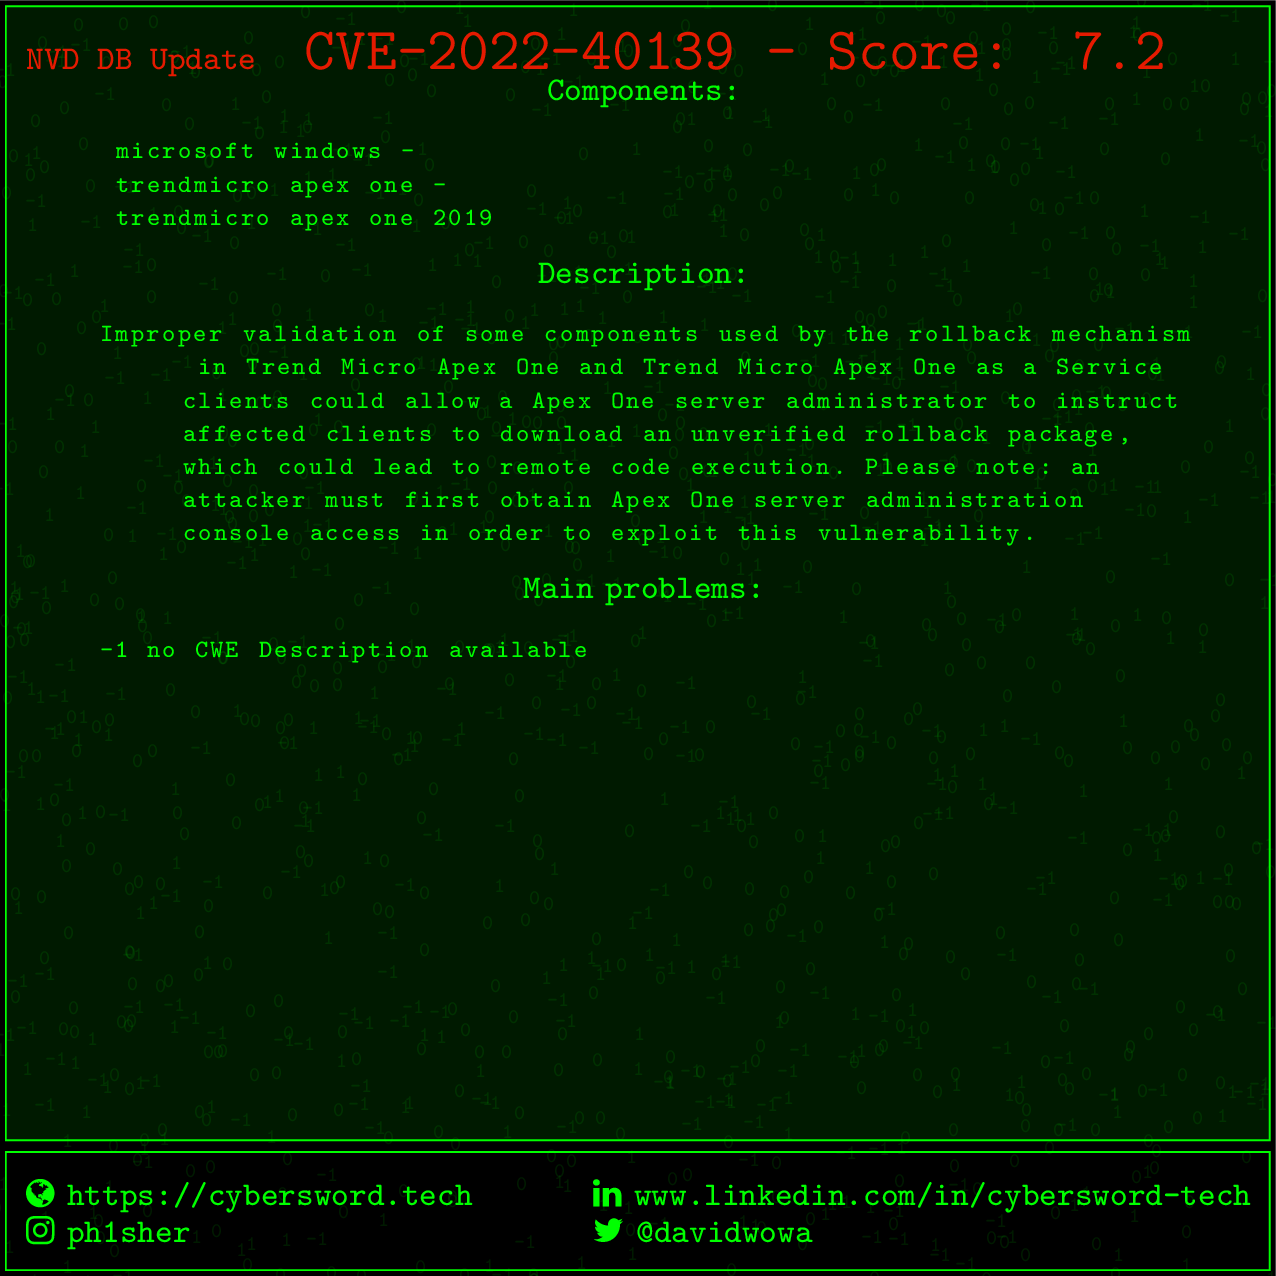 NVD DB Update CVE-2022-40139 - Score: 7.2
Components:
microsoft windows -
trendmicro apex one -
trendmicro apex one 2019
Description:
Improper validation of some components used by the rollback mechanism
in Trend Micro Apex One and Trend Micro Apex One as a Service
clients could allow a Apex One server administrator to instruct
affected clients to download an unverified rollback package,
which could lead to remote code execution. Please note: an
attacker must first obtain Apex One server administration
console access in order to exploit this vulnerability.
Main problems:
-1 no CWE Description available
https://cybersword.tech
www.linkedin.com/in/cybersword-tech
ph1sher
@davidwowa